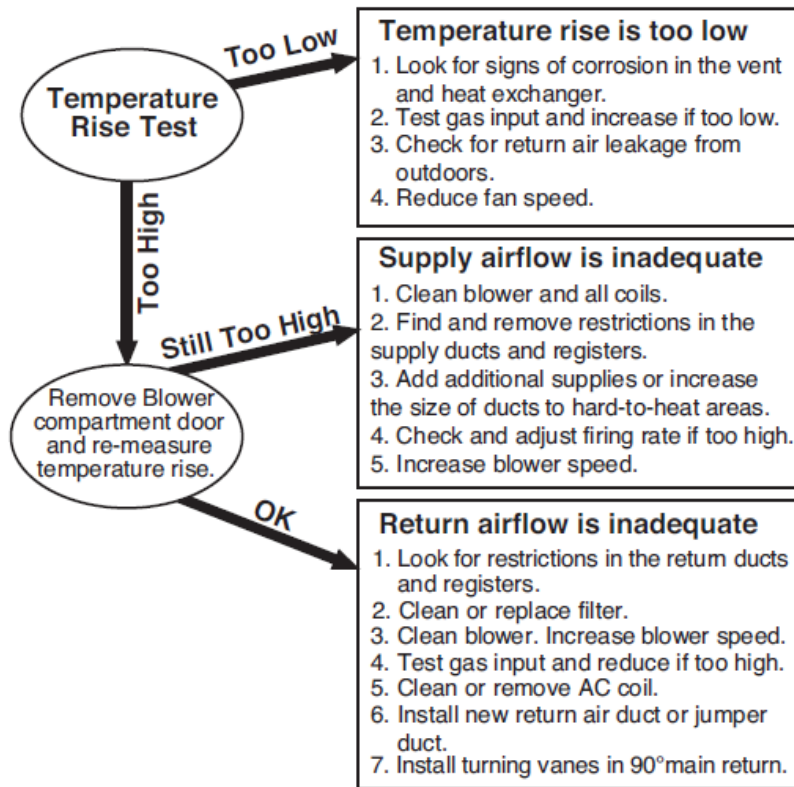 Temperature
Rise Test
Too Low
Temperature rise is too low
1. Look for signs of corrosion in the vent
and heat exchanger.
2. Test gas input and increase if too low.
3. Check for return air leakage from
outdoors.
4. Reduce fan speed.
Too High
Remove Blower
compartment door
and re-measure
temperature rise.
Still Too High
Supply airflow is inadequate
1. Clean blower and all coils.
2. Find and remove restrictions in the
supply ducts and registers.
3. Add additional supplies or increase
the size of ducts to hard-to-heat areas.
4. Check and adjust firing rate if too high.
5. Increase blower speed.
OK
Return airflow is inadequate
1. Look for restrictions in the return ducts
and registers.
2. Clean or replace filter.
3. Clean blower. Increase blower speed.
4. Test gas input and reduce if too high.
5. Clean or remove AC coil.
6. Install new return air duct or jumper
duct.
7. Install turning vanes in 90°main return.